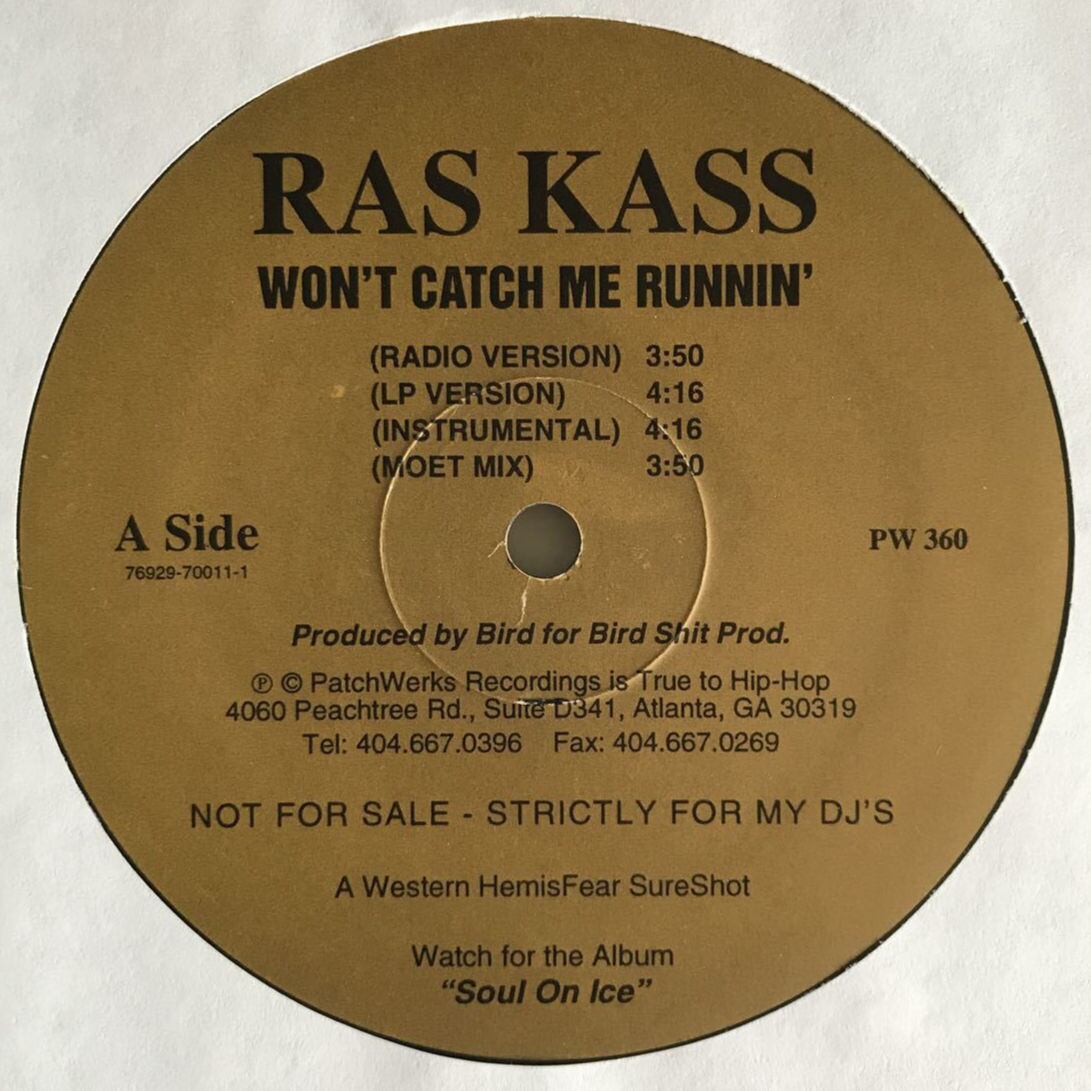 RAS KASS
WON'T CATCH ME RUNNIN'
(RADIO VERSION) 3:50
(LP VERSION) 4:16
(INSTRUMENTAL) 4:16
(MOET MIX) 3:50
A Side
76929-70011-1
PW 360
Produced by Bird for Bird Shit Prod.
℗ © PatchWerks Recordings is True to Hip-Hop
4060 Peachtree Rd., Suite D341, Atlanta, GA 30319
Tel: 404.667.0396 Fax: 404.667.0269
NOT FOR SALE - STRICTLY FOR MY DJ'S
A Western HemisFear SureShot
Watch for the Album
"Soul On Ice"